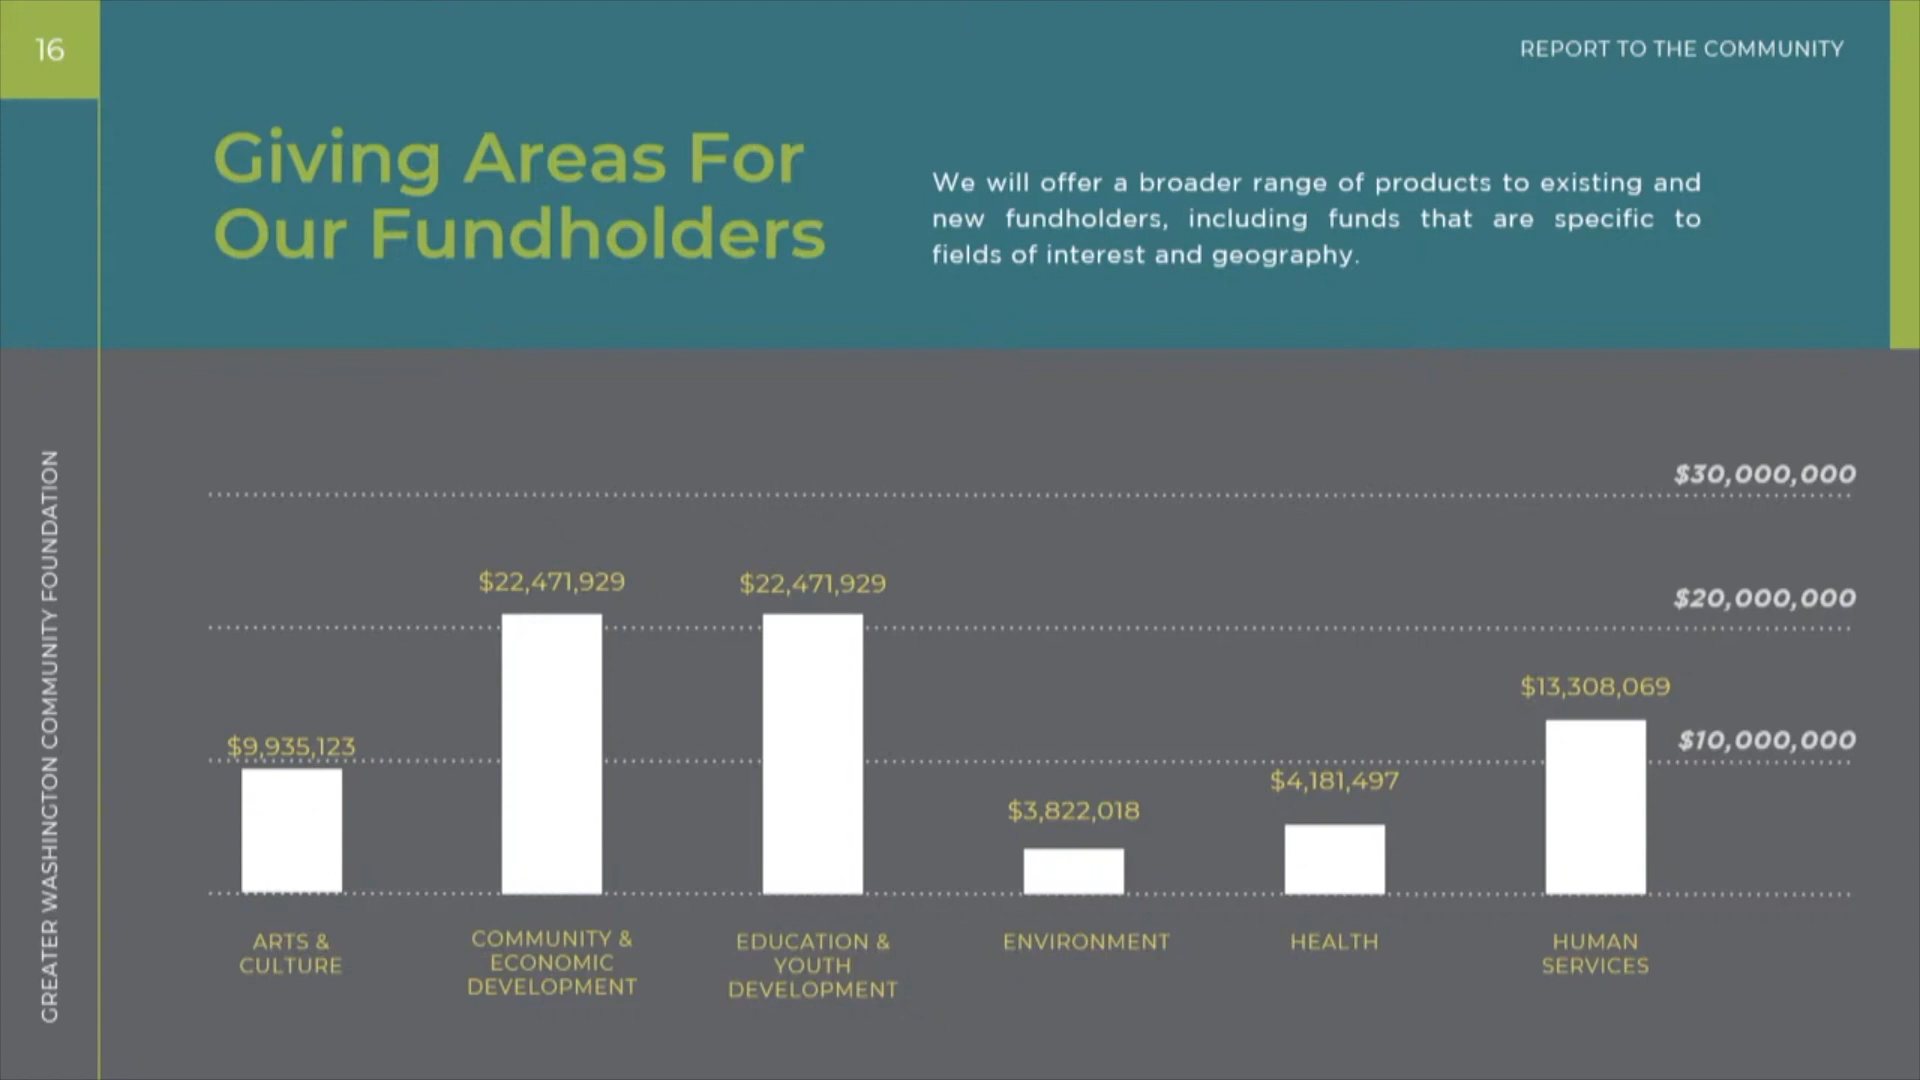 16
REPORT TO THE COMMUNITY
Giving Areas For
Our Fundholders
We will offer a broader range of products to existing and
new fundholders, including funds that are specific to
fields of interest and geography.
GREATER WASHINGTON COMMUNITY FOUNDATION
$30,000,000
$20,000,000
$10,000,000
$9,935,123
$22,471,929
$22,471,929
$3,822,018
$4,181,497
$13,308,069
ARTS &
CULTURE
COMMUNITY &
ECONOMIC
DEVELOPMENT
EDUCATION &
YOUTH
DEVELOPMENT
ENVIRONMENT
HEALTH
HUMAN
SERVICES